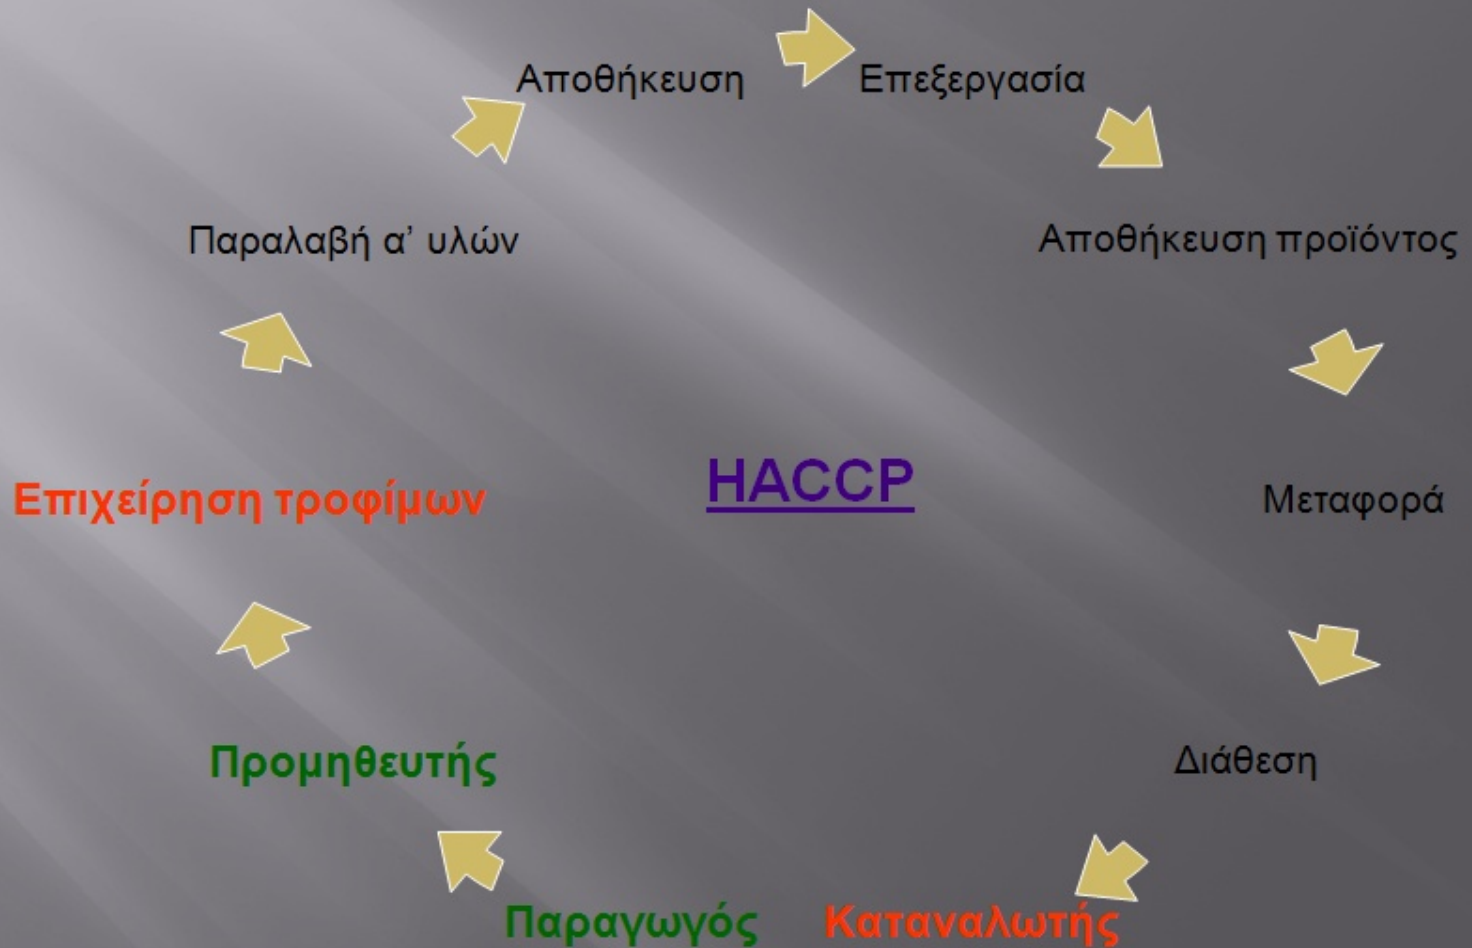 Αποθήκευση
Επεξεργασία
Παραλαβή α’ υλών
Αποθήκευση προϊόντος
Επιχείρηση τροφίμων
HACCP
Μεταφορά
Προμηθευτής
Διάθεση
Παραγωγός
Καταναλωτής